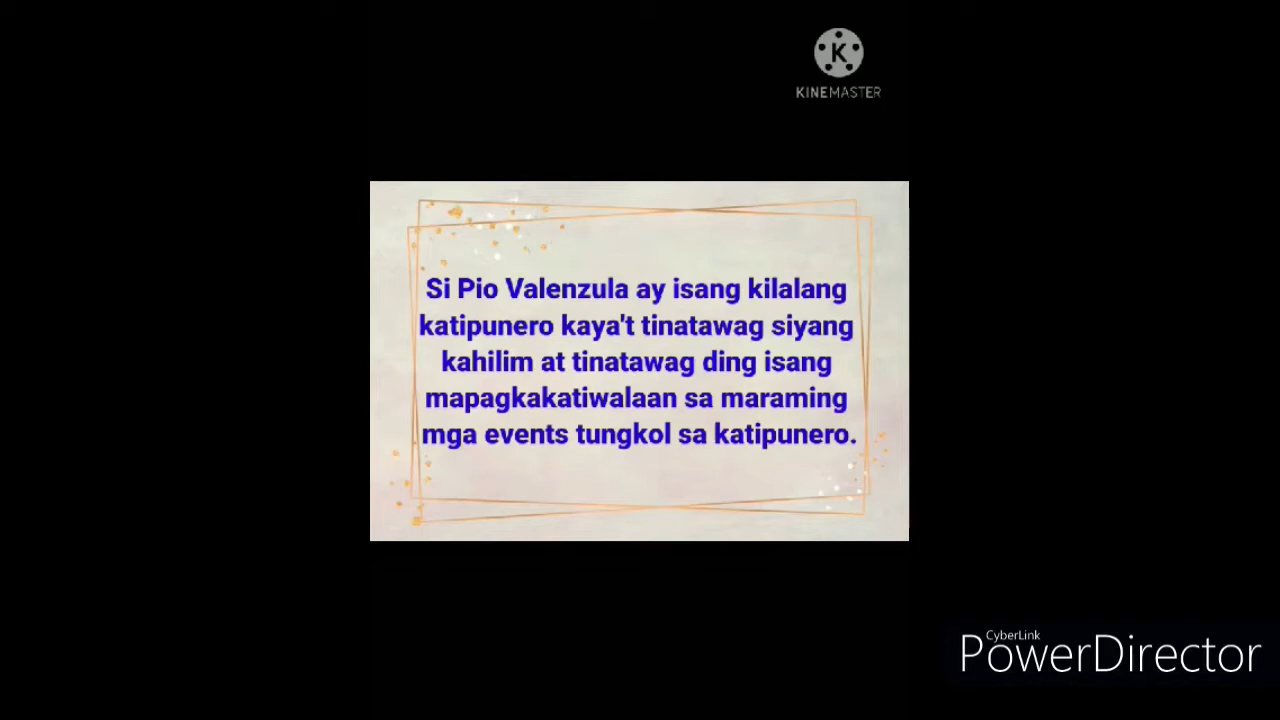 K
KINEMASTER
Si Pio Valenzula ay isang kilalang
katipunero kaya't tinatawag siyang
kahilim at tinatawag ding isang
mapagkakatiwalaan sa maraming
mga events tungkol sa katipunero.
CyberLink
PowerDirector